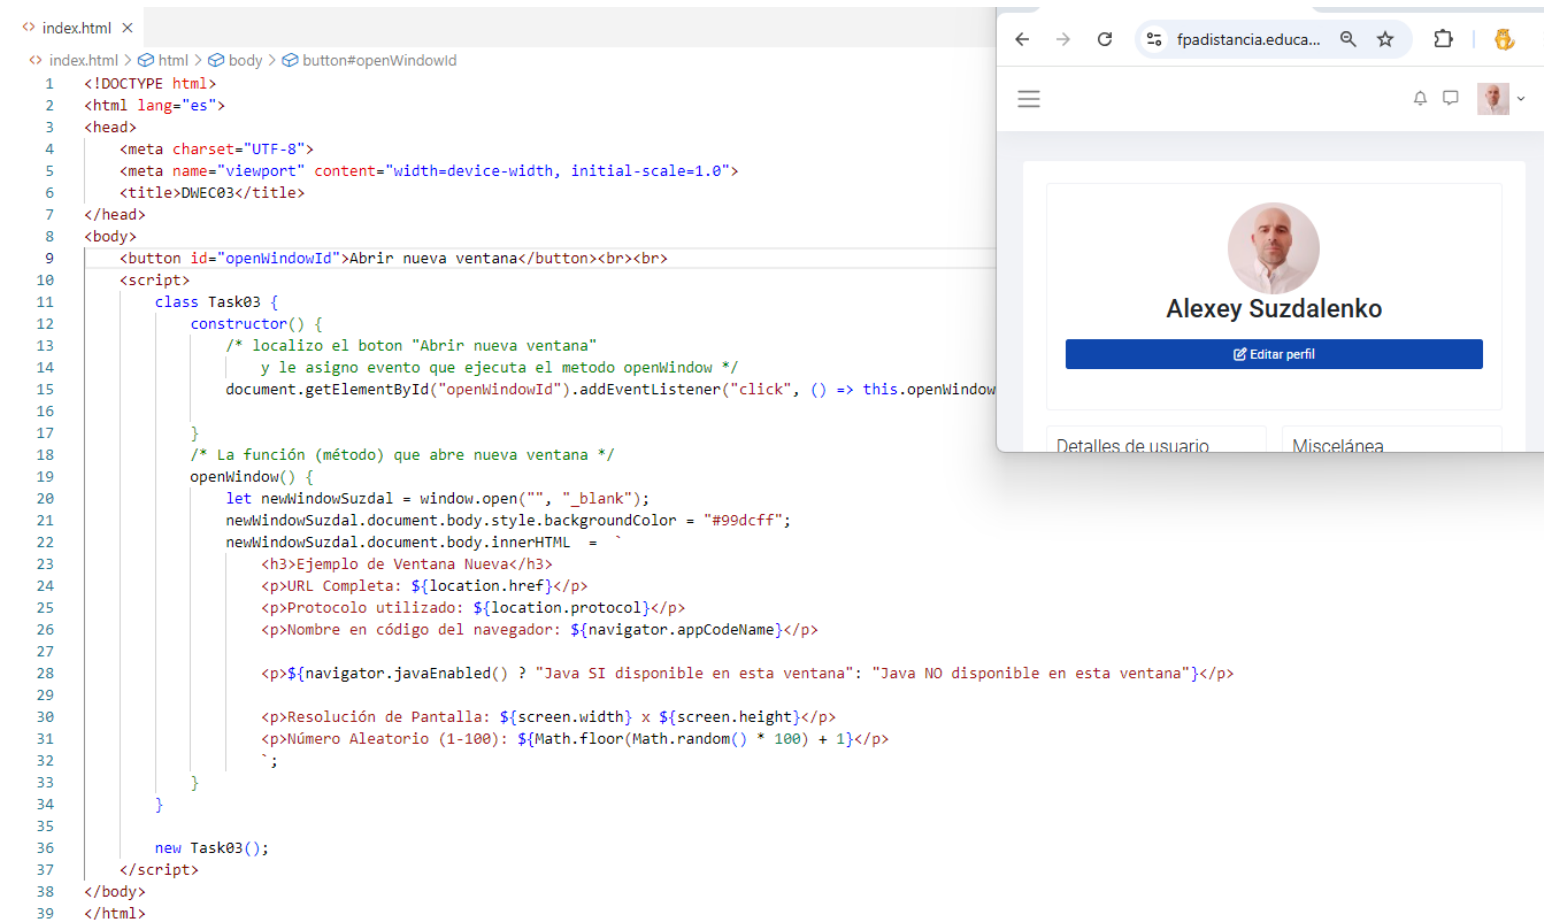 index.html
index.html > html > body > button#openWindowId
1 <!DOCTYPE html>
2 <html lang="es">
3 <head>
4 <meta charset="UTF-8">
5 <meta name="viewport" content="width=device-width, initial-scale=1.0">
6 <title>DWEC03</title>
7 </head>
8 <body>
9 <button id="openWindowId">Abrir nueva ventana</button><br><br>
10 <script>
11 class Task03 {
12 constructor() {
13 /* localizo el boton "Abrir nueva ventana"
14 y le asigno evento que ejecuta el metodo openWindow */
15 document.getElementById("openWindowId").addEventListener("click", () => this.openWindow
16
17 }
18 /* La función (método) que abre nueva ventana */
19 openWindow() {
20 let newWindowSuzdal = window.open("", "_blank");
21 newWindowSuzdal.document.body.style.backgroundColor = "#99dcff";
22 newWindowSuzdal.document.body.innerHTML = `
23 <h3>Ejemplo de Ventana Nueva</h3>
24 <p>URL Completa: ${location.href}</p>
25 <p>Protocolo utilizado: ${location.protocol}</p>
26 <p>Nombre en código del navegador: ${navigator.appCodeName}</p>
27
28 <p>${navigator.javaEnabled() ? "Java SI disponible en esta ventana": "Java NO disponible en esta ventana"}</p>
29
30 <p>Resolución de Pantalla: ${screen.width} x ${screen.height}</p>
31 <p>Número Aleatorio (1-100): ${Math.floor(Math.random() * 100) + 1}</p>
32 `;
33 }
34 }
35
36 new Task03();
37 </script>
38 </body>
39 </html>
fpadistancia.educa...
Alexey Suzdalenko
Editar perfil
Detalles de usuario
Miscelánea